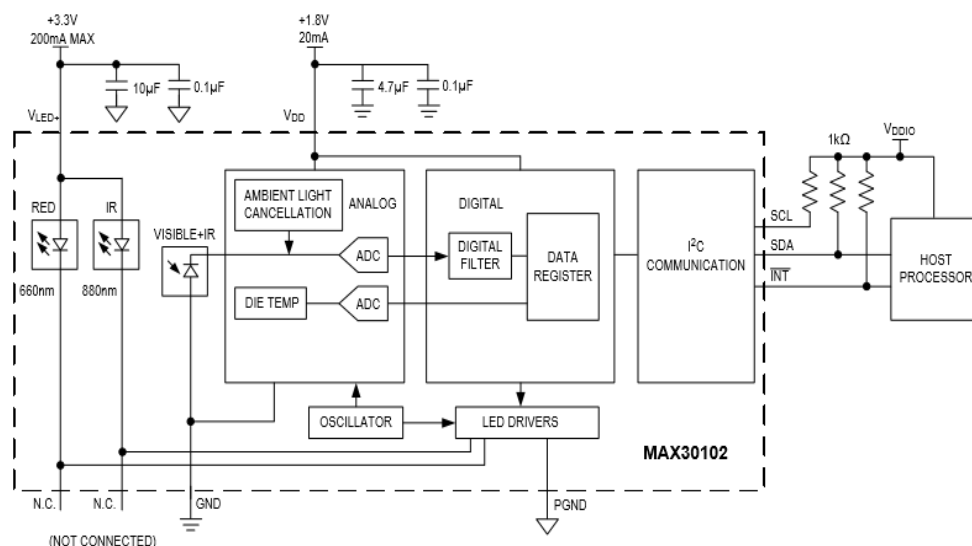 +3.3V
200mA MAX
+1.8V
20mA
10µF
0.1µF
4.7µF
0.1µF
VLED+
VDD
1kΩ
VDDIO
RED
IR
VISIBLE+IR
AMBIENT LIGHT
CANCELLATION
ANALOG
DIGITAL
ADC
DIGITAL
FILTER
DATA
REGISTER
I²C
COMMUNICATION
SCL
SDA
INT
HOST
PROCESSOR
660nm
880nm
DIE TEMP
ADC
OSCILLATOR
LED DRIVERS
MAX30102
N.C.
N.C.
GND
PGND
(NOT CONNECTED)